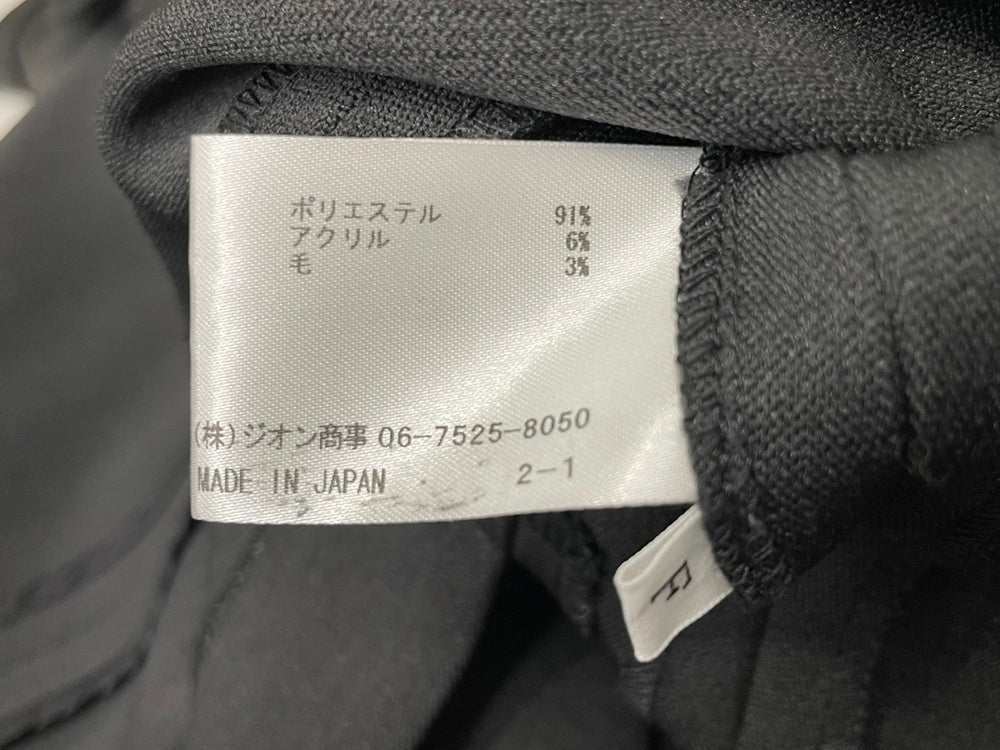 ポリエステル 91%
アクリル 6%
毛 3%
(株)ジオン商事 06-7525-8050
MADE IN JAPAN 2-1
F